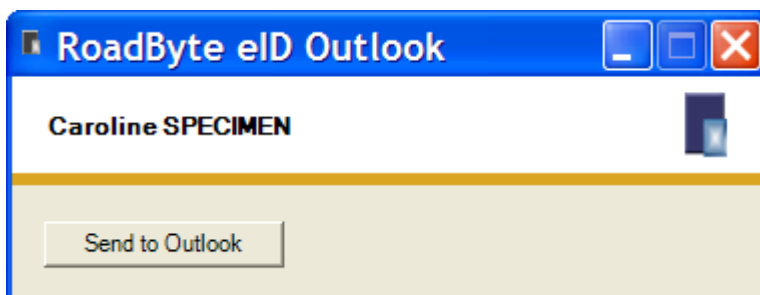 RoadByte eID Outlook
Caroline SPECIMEN
Send to Outlook